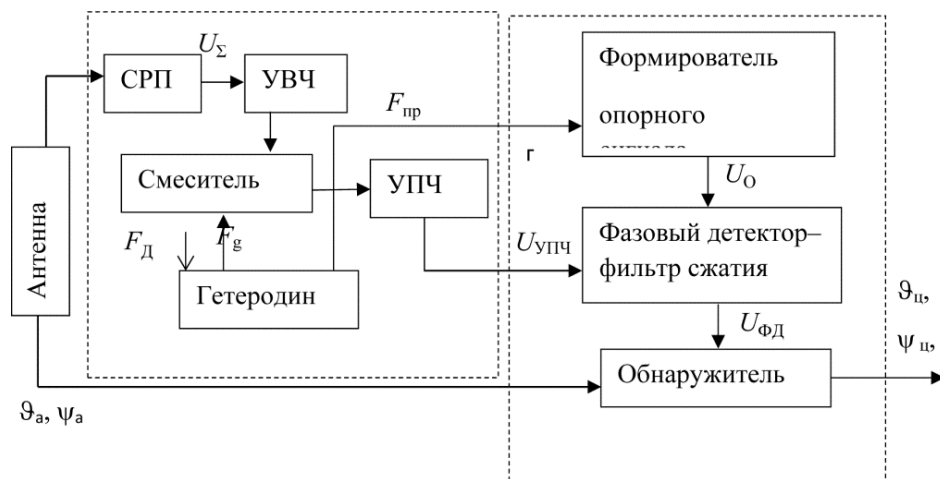 U_Σ
СРП
УВЧ
Формирователь
опорного
F_пр
г
Смеситель
УПЧ
U_О
Антенна
F_Д
F_g
U_УПЧ
Фазовый детектор–
фильтр сжатия
Гетеродин
ϑ_ц,
U_ФД
ψ_ц,
Обнаружитель
ϑ_а, ψ_а